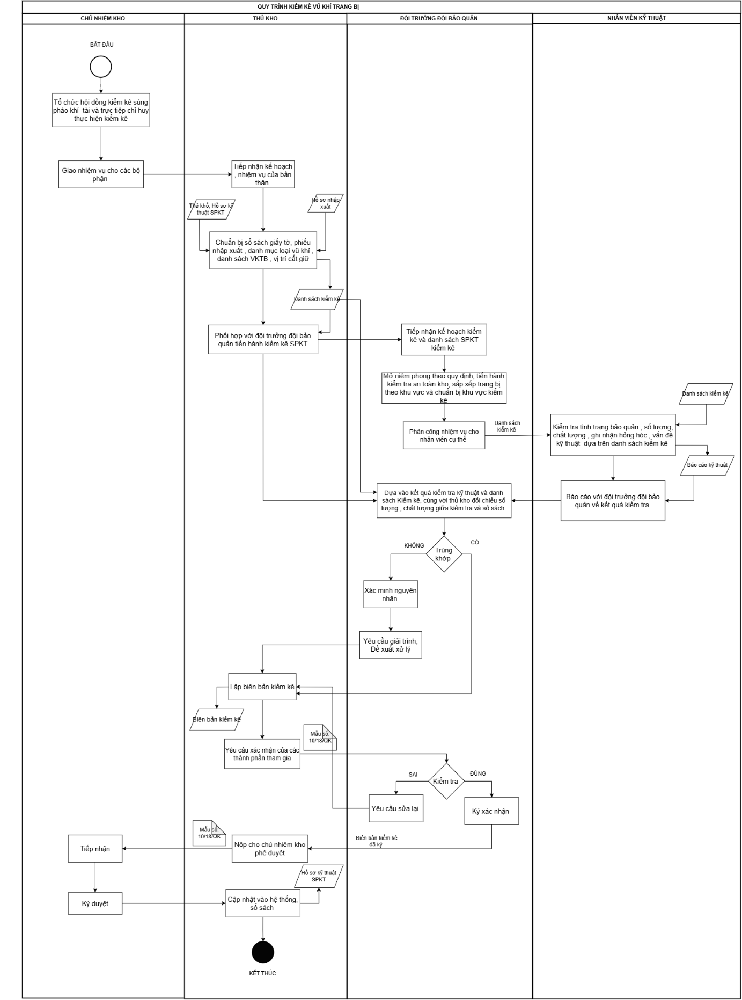 QUY TRÌNH KIỂM KÊ VŨ KHÍ TRANG BỊ
CHỦ NHIỆM KHO
THỦ KHO
ĐỘI TRƯỞNG ĐỘI BẢO QUẢN
NHÂN VIÊN KỸ THUẬT
BẮT ĐẦU
Tổ chức hội đồng kiểm kê súng
pháo khí tài và trực tiệp chỉ huy
thực hiện kiểm kê
Giao nhiệm vụ cho các bộ
phận
Tiếp nhận kế hoạch
, nhiệm vụ của bản
thân
Thẻ khố, Hồ sơ kỹ
thuật SPKT
Hồ sơ nhập
xuất
Chuẩn bị sổ sách giấy tờ, phiếu
nhập xuất , danh mục loại vũ khí ,
danh sách VKTB , vị trí cất giữ
Danh sách kiểm kê
Phối hợp với đội trưởng đội bảo
quản tiến hành kiểm kê SPKT
Tiếp nhận kế hoạch kiểm
kê và danh sách SPKT
kiểm kê
Mở niêm phong theo quy định, tiến hành
kiểm tra an toàn kho, sắp xếp trang bị
theo khu vực và chuẩn bị khu vực kiểm
kê
Danh sách kiểm kê
Phân công nhiệm vụ cho
nhân viên cụ thể
Danh sách
kiểm kê
Kiểm tra tình trạng bảo quản , số lượng,
chất lượng , ghi nhận hỏng hóc , vấn đề
kỹ thuật dựa trên danh sách kiểm kê
Báo cáo kỹ thuật
Dựa vào kết quả kiểm tra kỹ thuật và danh
sách Kiểm kê, cùng với thủ kho đối chiếu số
lượng , chất lượng giữa kiểm tra và sổ sách
Báo cáo với đội trưởng đội bảo
quản về kết quả kiểm tra
KHÔNG
CÓ
Trùng
khớp
Xác minh nguyên
nhân
Yêu cầu giải trình,
Đề xuất xử lý
Lập biên bản kiểm kê
Biên bản kiểm kê
Mẫu số:
10/18/QK
Yêu cầu xác nhận của các
thành phần tham gia
SAI
ĐÚNG
Kiểm tra
Yêu cầu sửa lại
Ký xác nhận
Mẫu số:
10/18/QK
Biên bản kiểm kê
đã ký
Tiếp nhận
Nộp cho chủ nhiệm kho
phê duyệt
Hồ sơ kỹ thuật
SPKT
Ký duyệt
Cập nhật vào hệ thống,
sổ sách
KẾT THÚC